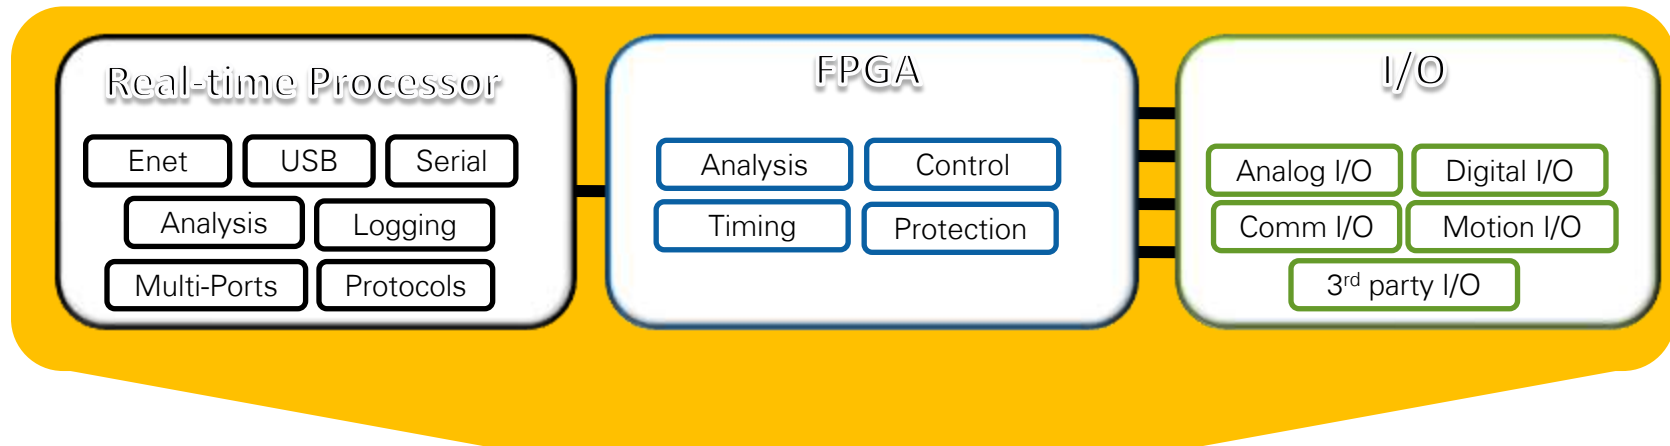 Real-time Processor
Enet USB Serial
Analysis Logging
Multi-Ports Protocols
FPGA
Analysis Control
Timing Protection
I/O
Analog I/O Digital I/O
Comm I/O Motion I/O
3rd party I/O